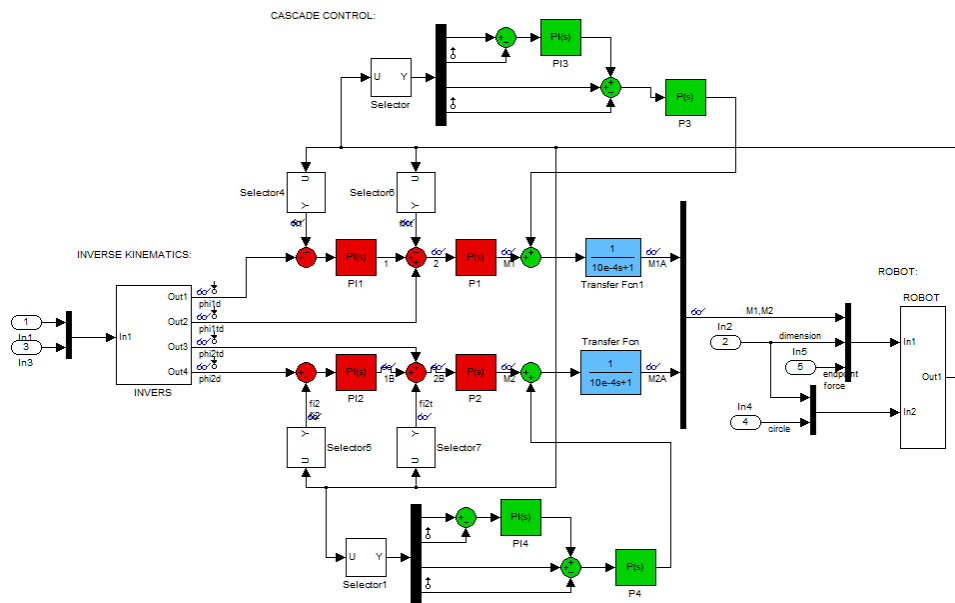 CASCADE CONTROL:
U Y
Selector
PI(s)
PI3
P(s)
P3
U
Y
Selector4
U
Y
Selector6
INVERSE KINEMATICS:
1
In1
3
In3
In1
Out1
Out2
Out3
Out4
INVERS
phi1d
phi1td
phi2td
phi2d
PI(s)
PI1
1
2
P(s)
P1
M1
1
10e-4s+1
Transfer Fcn1
M1A
PI(s)
PI2
1B
2B
P(s)
P2
M2
Transfer Fcn
1
10e-4s+1
M2A
fi2
fi2t
Y
U
Selector5
Y
U
Selector7
M1,M2
In2
2
dimension
In5
5
endpoint
force
In4
4
circle
ROBOT:
ROBOT
In1
In2
Out1
U Y
Selector1
PI(s)
PI4
P(s)
P4